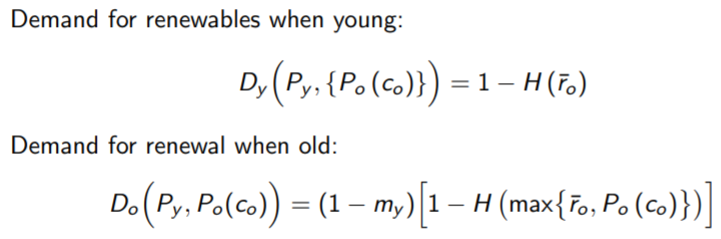 Demand for renewables when young:
D_y(P_y, {P_o(c_o)}) = 1 − H(r̄_o)
Demand for renewal when old:
D_o(P_y, P_o(c_o)) = (1 − m_y)[1 − H(max{r̄_o, P_o(c_o)})]